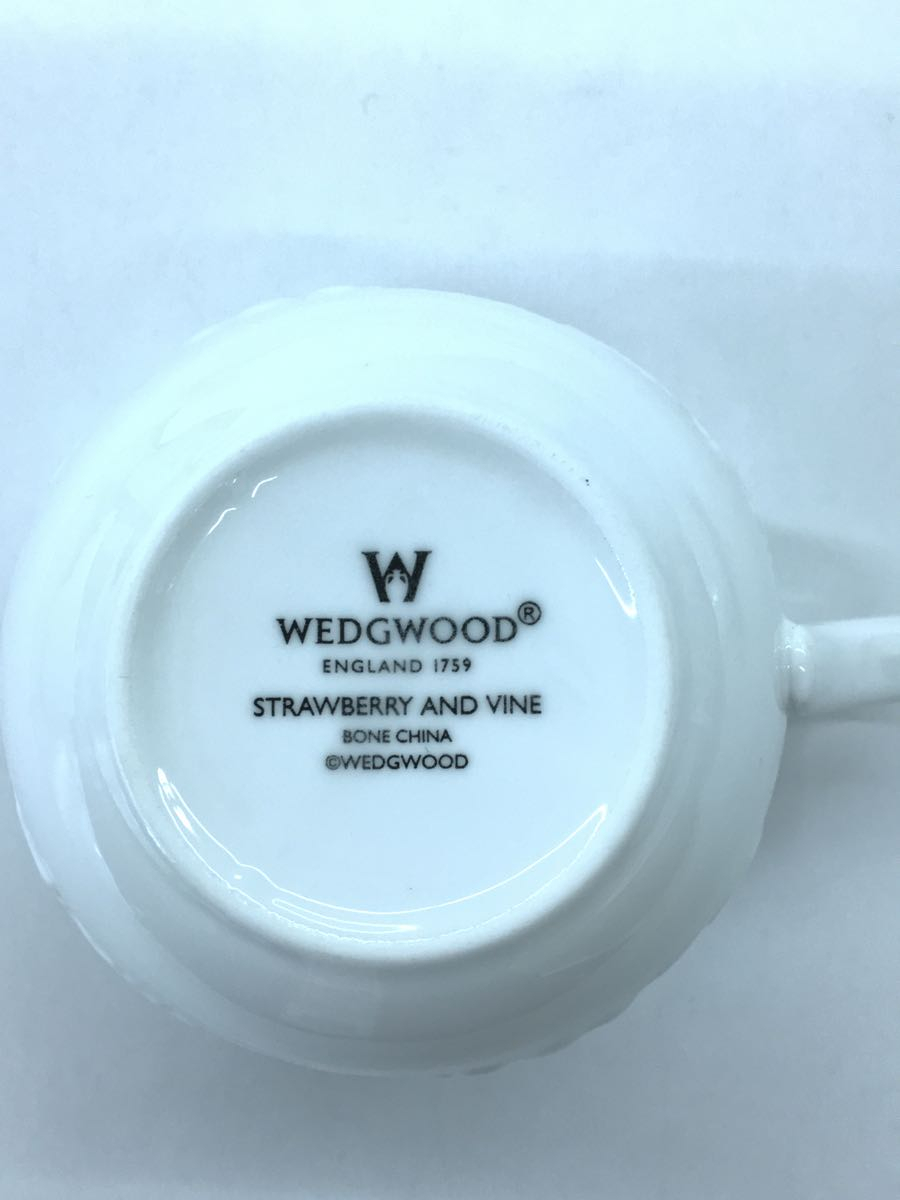 W
WEDGWOOD®
ENGLAND 1759
STRAWBERRY AND VINE
BONE CHINA
©WEDGWOOD